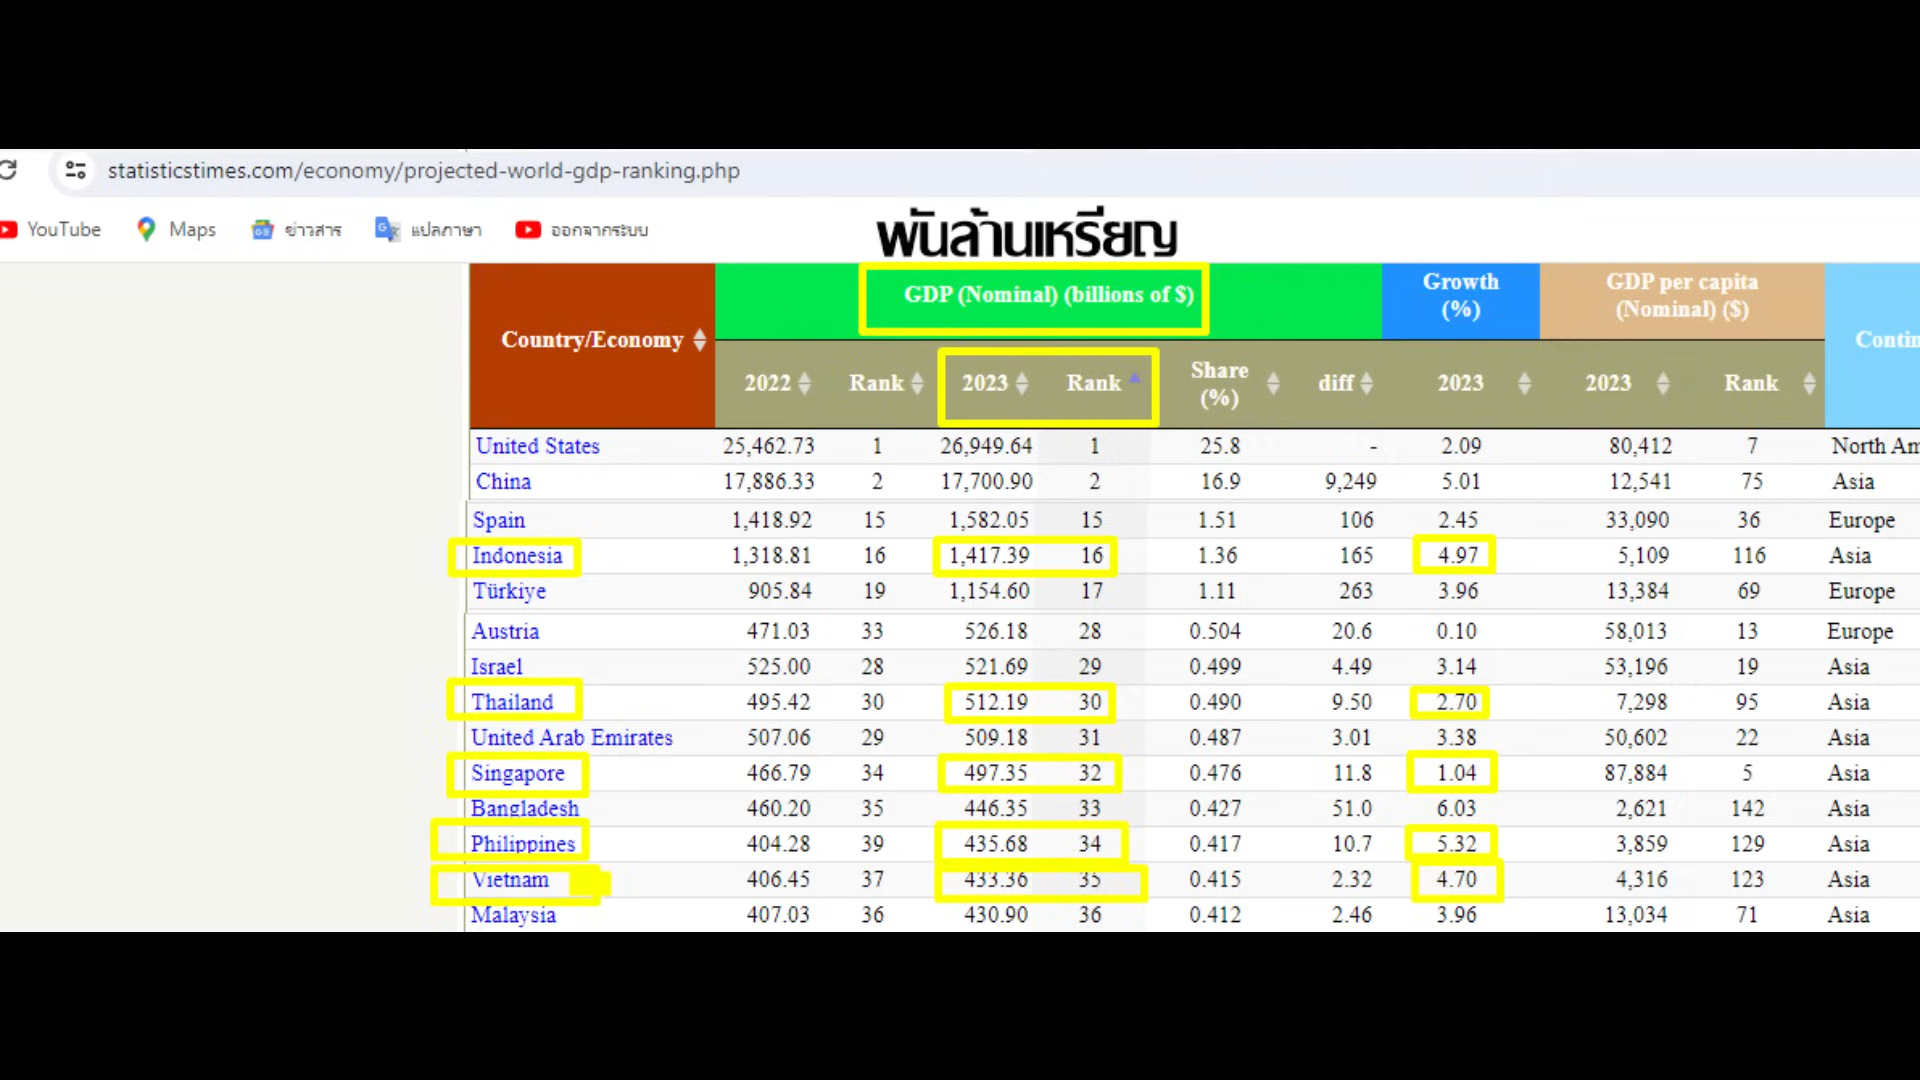 statisticstimes.com/economy/projected-world-gdp-ranking.php
YouTube Maps ข่าวสาร แปลภาษา ออกจากระบบ
พันล้านเหรียญ
Country/Economy GDP (Nominal) (billions of $) Growth (%) GDP per capita (Nominal) ($) Contin
2022 Rank 2023 Rank Share (%) diff 2023 2023 Rank
United States 25,462.73 1 26,949.64 1 25.8 - 2.09 80,412 7 North Am
China 17,886.33 2 17,700.90 2 16.9 9,249 5.01 12,541 75 Asia
Spain 1,418.92 15 1,582.05 15 1.51 106 2.45 33,090 36 Europe
Indonesia 1,318.81 16 1,417.39 16 1.36 165 4.97 5,109 116 Asia
Türkiye 905.84 19 1,154.60 17 1.11 263 3.96 13,384 69 Europe
Austria 471.03 33 526.18 28 0.504 20.6 0.10 58,013 13 Europe
Israel 525.00 28 521.69 29 0.499 4.49 3.14 53,196 19 Asia
Thailand 495.42 30 512.19 30 0.490 9.50 2.70 7,298 95 Asia
United Arab Emirates 507.06 29 509.18 31 0.487 3.01 3.38 50,602 22 Asia
Singapore 466.79 34 497.35 32 0.476 11.8 1.04 87,884 5 Asia
Bangladesh 460.20 35 446.35 33 0.427 51.0 6.03 2,621 142 Asia
Philippines 404.28 39 435.68 34 0.417 10.7 5.32 3,859 129 Asia
Vietnam 406.45 37 433.36 35 0.415 2.32 4.70 4,316 123 Asia
Malaysia 407.03 36 430.90 36 0.412 2.46 3.96 13,034 71 Asia